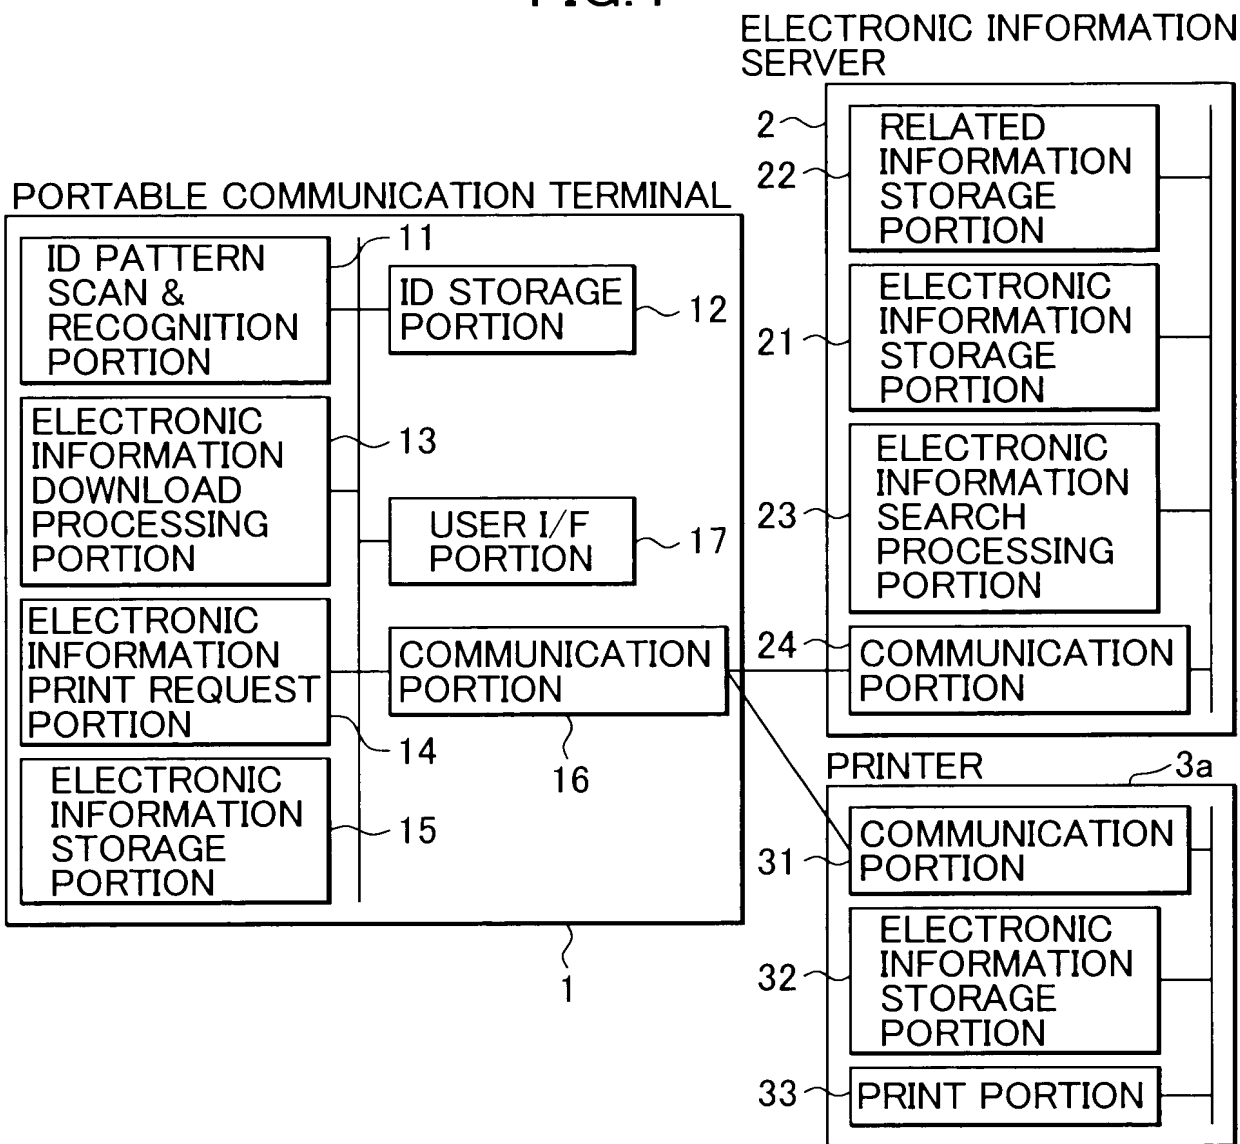 ELECTRONIC INFORMATION
SERVER
2
RELATED
INFORMATION
STORAGE
PORTION
22
ELECTRONIC
INFORMATION
STORAGE
PORTION
21
ELECTRONIC
INFORMATION
SEARCH
PROCESSING
PORTION
23
COMMUNICATION
PORTION
24
PORTABLE COMMUNICATION TERMINAL
ID PATTERN
SCAN &
RECOGNITION
PORTION
11
ID STORAGE
PORTION
12
ELECTRONIC
INFORMATION
DOWNLOAD
PROCESSING
PORTION
13
USER I/F
PORTION
17
ELECTRONIC
INFORMATION
PRINT REQUEST
PORTION
14
COMMUNICATION
PORTION
16
ELECTRONIC
INFORMATION
STORAGE
PORTION
15
1
PRINTER
3a
COMMUNICATION
PORTION
31
ELECTRONIC
INFORMATION
STORAGE
PORTION
32
PRINT PORTION
33